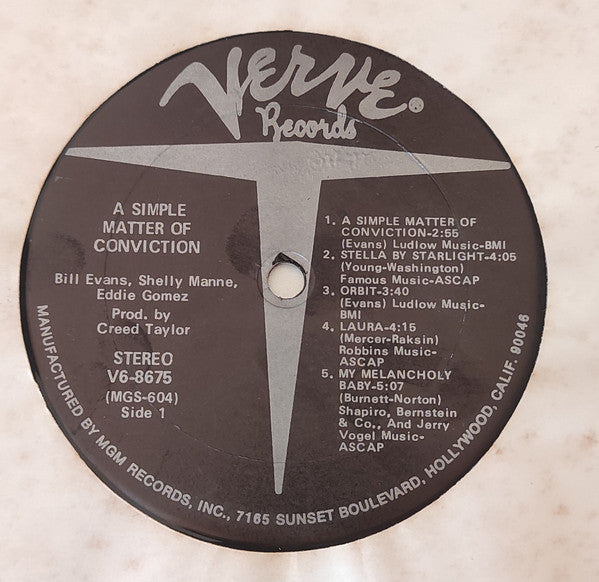 Verve®
Records
A SIMPLE
MATTER OF
CONVICTION
Bill Evans, Shelly Manne,
Eddie Gomez
Prod. by
Creed Taylor
STEREO
V6-8675
(MGS-604)
Side 1
1. A SIMPLE MATTER OF
CONVICTION-2:55
(Evans) Ludlow Music-BMI
2. STELLA BY STARLIGHT-4:05
(Young-Washington)
Famous Music-ASCAP
3. ORBIT-3:40
(Evans) Ludlow Music-
BMI
4. LAURA-4:15
(Mercer-Raksin)
Robbins Music-
ASCAP
5. MY MELANCHOLY
BABY-5:07
(Burnett-Norton)
Shapiro, Bernstein
& Co., And Jerry
Vogel Music-
ASCAP
MANUFACTURED BY MGM RECORDS, INC., 7165 SUNSET BOULEVARD, HOLLYWOOD, CALIF. 90046